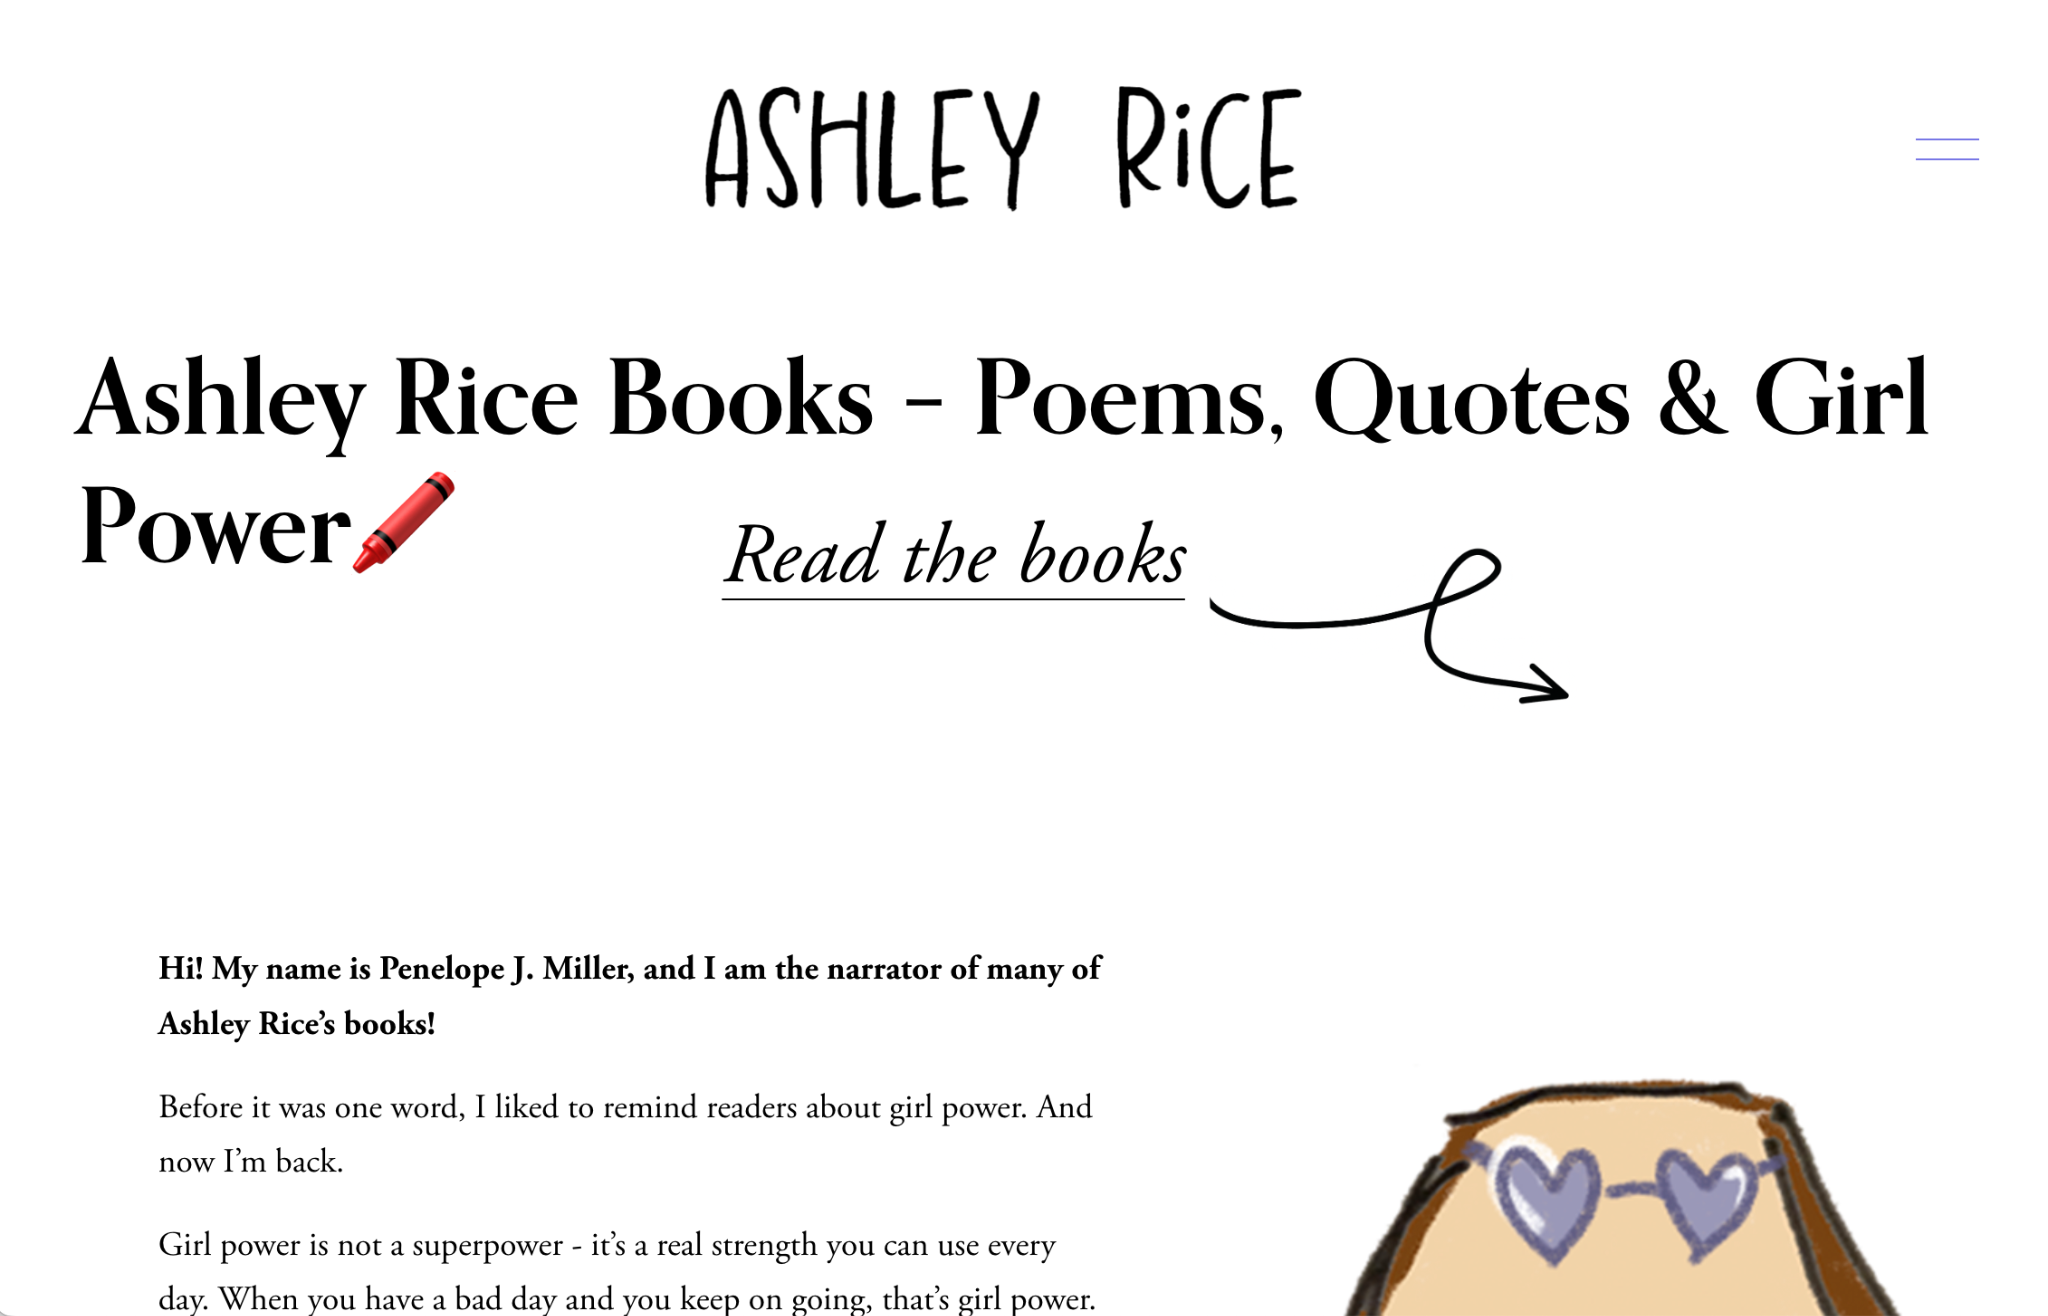 ASHLEY RiCE
Ashley Rice Books – Poems, Quotes & Girl
Power
Read the books
Hi! My name is Penelope J. Miller, and I am the narrator of many of
Ashley Rice’s books!
Before it was one word, I liked to remind readers about girl power. And
now I’m back.
Girl power is not a superpower - it’s a real strength you can use every
day. When you have a bad day and you keep on going, that’s girl power.